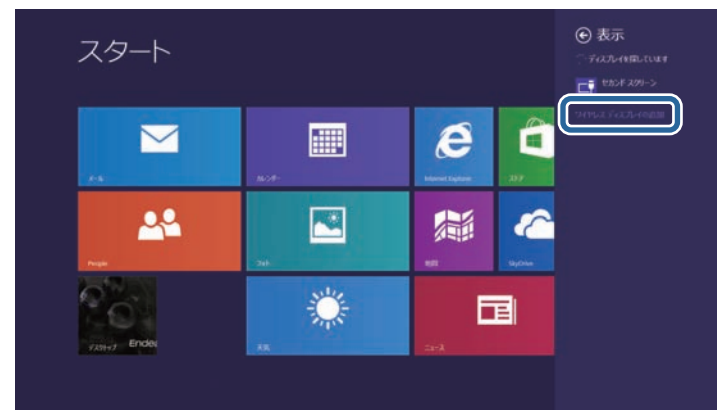 スタート
表示
ディスプレイを探しています
セカンド スクリーン
ワイヤレス ディスプレイの追加
メール
カレンダー
Internet Explorer
ストア
People
フォト
地図
SkyDrive
デスクトップ
Endea
天気
ニュース